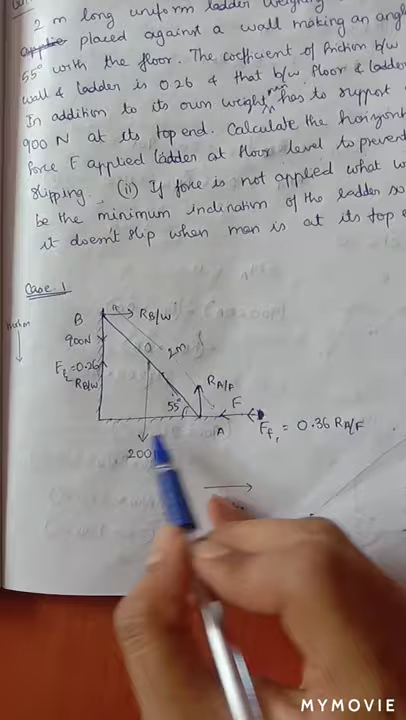 2 m long uniform ladder weighing
placed against a wall making an angle
55° with the floor. The coefficient of friction b/w
wall & ladder is 0.26 & that b/w floor & ladder
In addition to its own weight, has to support
900 N at its top end. Calculate the horizon
force F applied ladder at floor level to prevent
slipping. (ii) If force is not applied what
be the minimum inclination of the ladder so
it doesn't slip when man is at its top
Case.1
B
RB/W
900N
2m
Ff2 = 0.26
RB/W
RA/F
55°
F
A
Ff1 = 0.36 RA/F
200
MYMOVIE